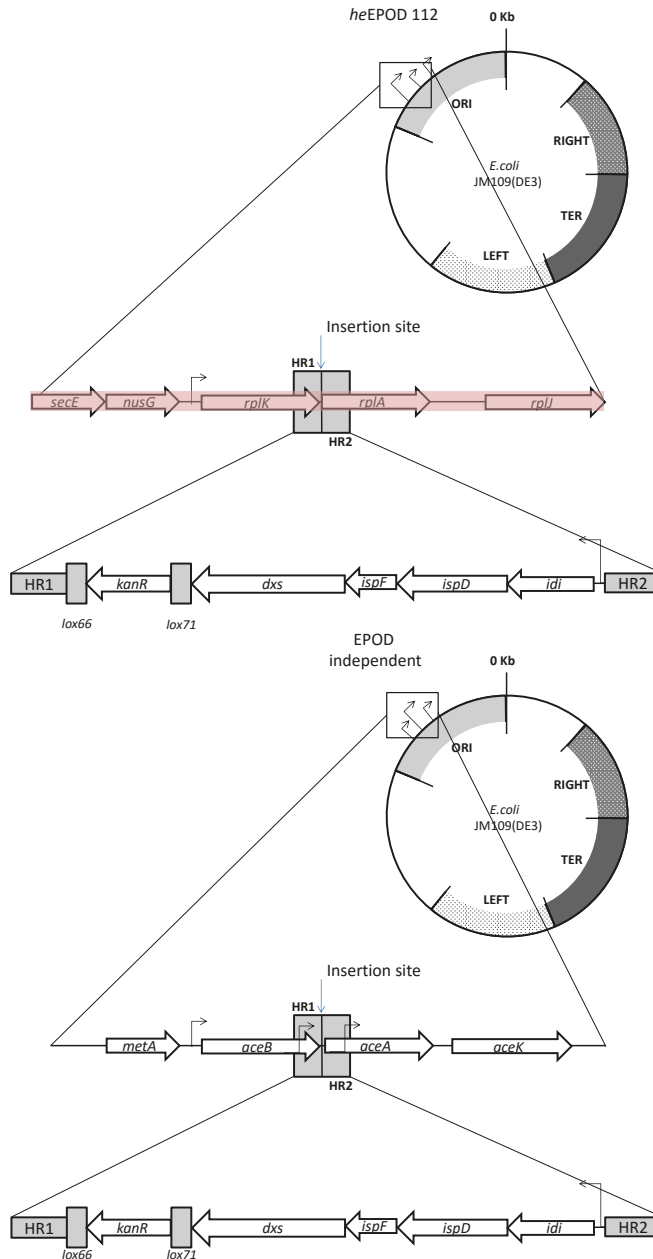 heEPOD 112
0 Kb
ORI
RIGHT
E.coli
JM109(DE3)
TER
LEFT
Insertion site
HR1
secE nusG rplK rplA rplJ
HR2
HR1 kanR dxs ispF ispD idi HR2
lox66 lox71
EPOD
independent
0 Kb
ORI
RIGHT
E.coli
JM109(DE3)
TER
LEFT
Insertion site
HR1
metA aceB aceA aceK
HR2
HR1 kanR dxs ispF ispD idi HR2
lox66 lox71